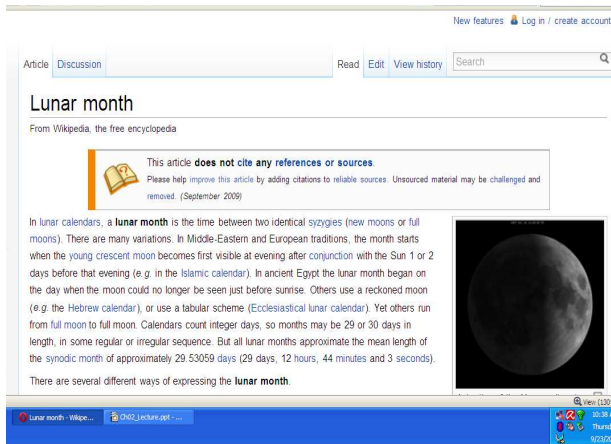 New features Log in / create account
Article Discussion Read Edit View history Search
Lunar month
From Wikipedia, the free encyclopedia
This article does not cite any references or sources.
Please help improve this article by adding citations to reliable sources. Unsourced material may be challenged and
removed. (September 2009)
In lunar calendars, a lunar month is the time between two identical syzygies (new moons or full
moons). There are many variations. In Middle-Eastern and European traditions, the month starts
when the young crescent moon becomes first visible at evening after conjunction with the Sun 1 or 2
days before that evening (e.g. in the Islamic calendar). In ancient Egypt the lunar month began on
the day when the moon could no longer be seen just before sunrise. Others use a reckoned moon
(e.g. the Hebrew calendar), or use a tabular scheme (Ecclesiastical lunar calendar). Yet others run
from full moon to full moon. Calendars count integer days, so months may be 29 or 30 days in
length, in some regular or irregular sequence. But all lunar months approximate the mean length of
the synodic month of approximately 29.53059 days (29 days, 12 hours, 44 minutes and 3 seconds).
There are several different ways of expressing the lunar month.
View (130
Lunar month - Wikipe... Ch02_Lecture.ppt - ...
10:38
Thursd
9/23/20